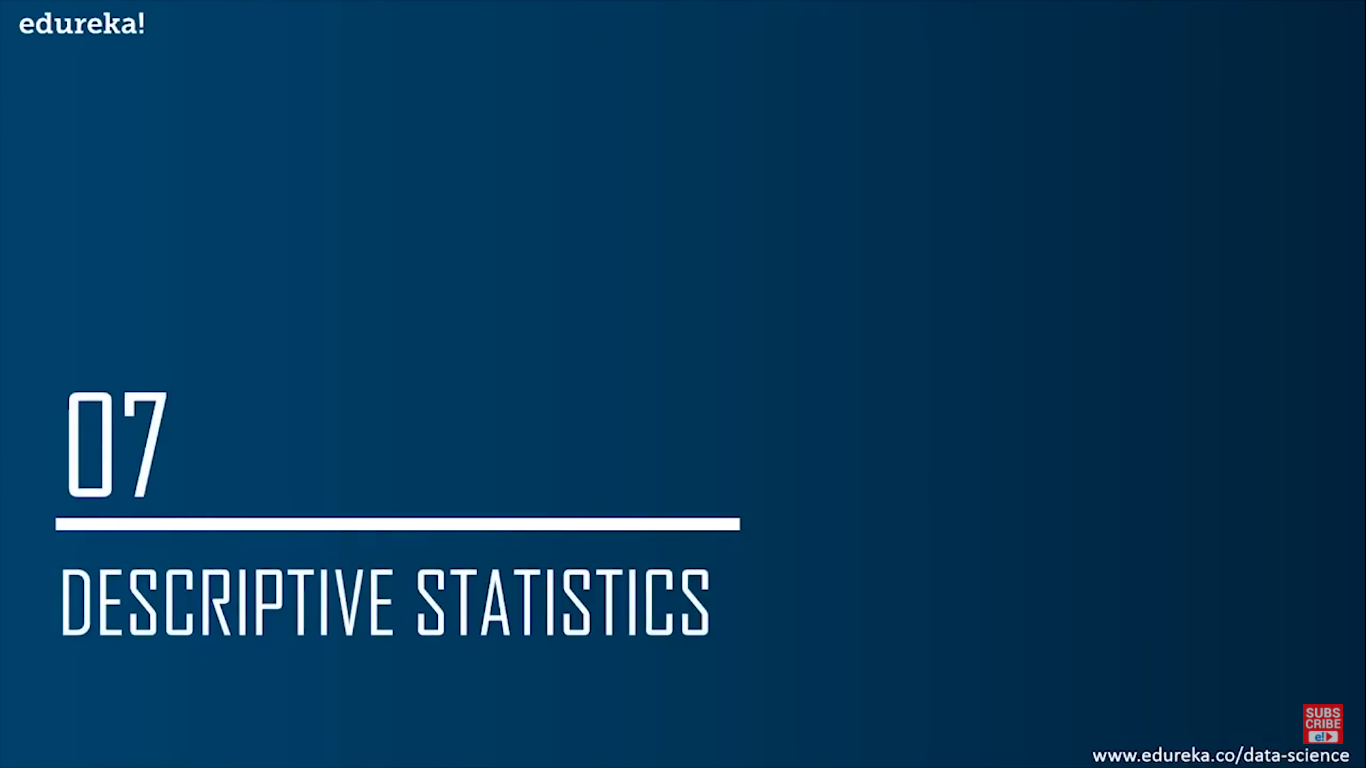 edureka!
07
DESCRIPTIVE STATISTICS
SUBS
CRIBE
e!
www.edureka.co/data-science